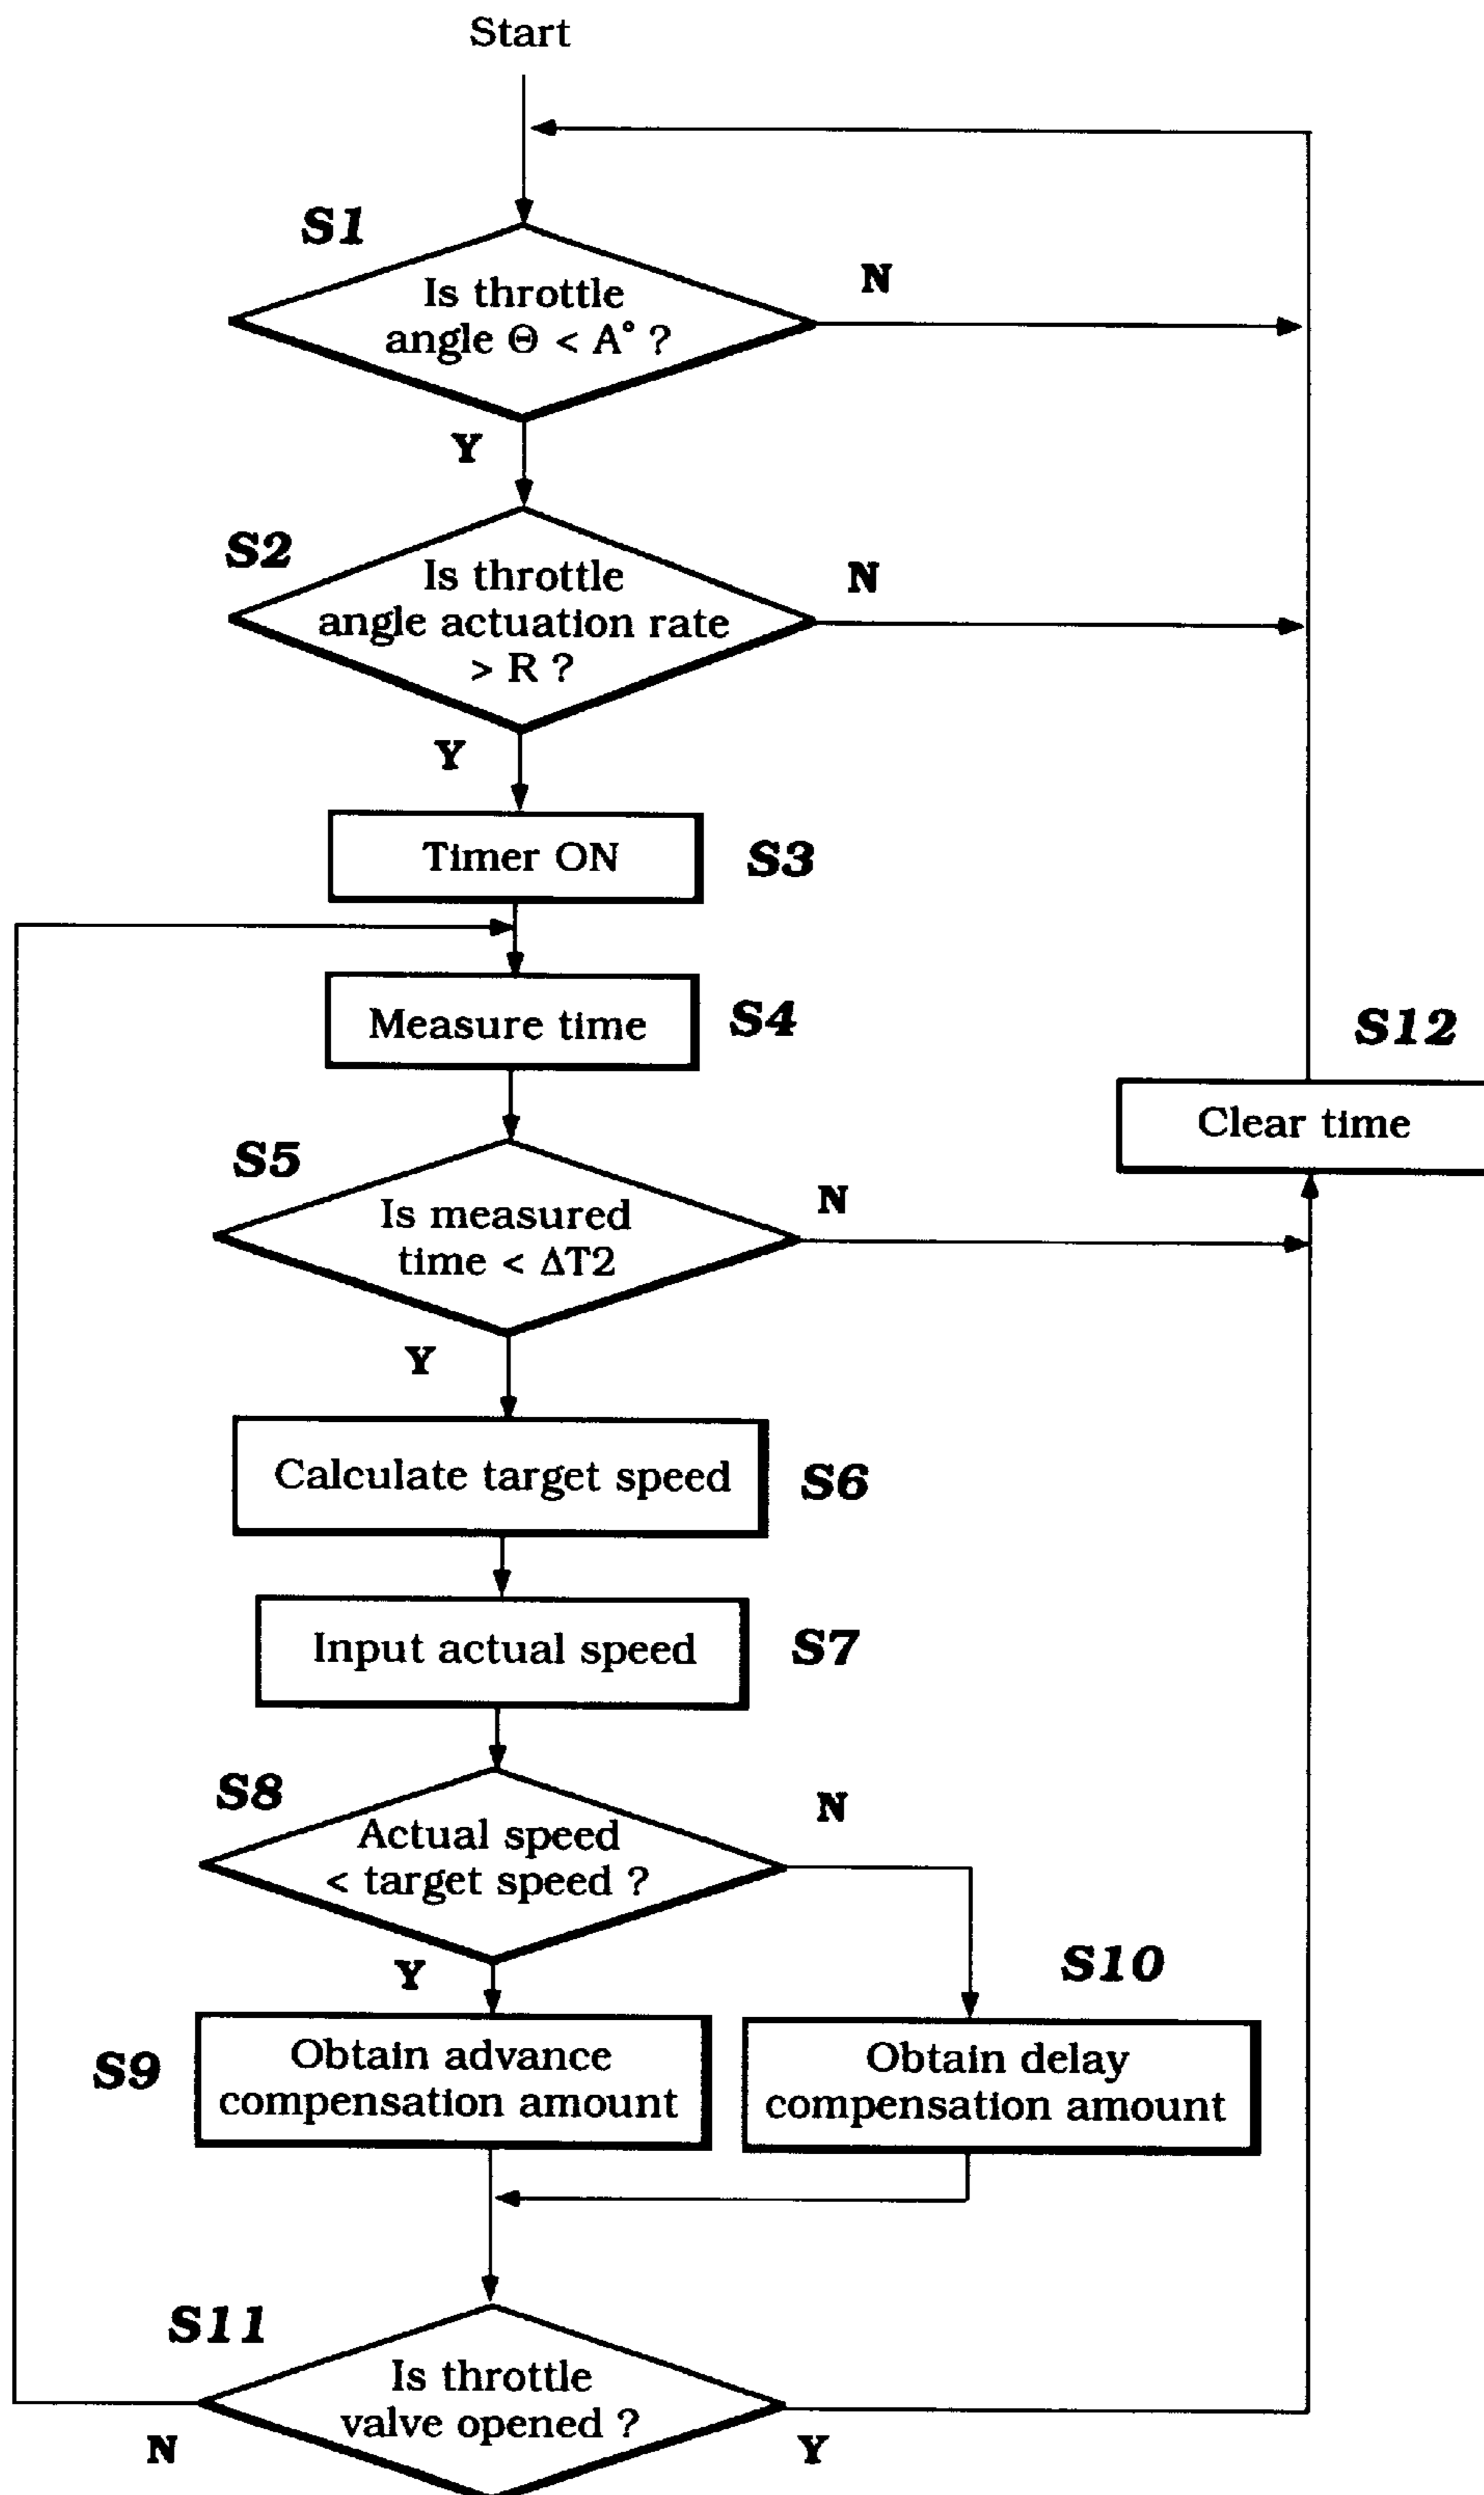 Start
S1
Is throttle
angle Θ < A° ?
N
Y
S2
Is throttle
angle actuation rate
> R ?
N
Y
Timer ON
S3
Measure time
S4
S12
Clear time
S5
Is measured
time < ΔT2
N
Y
Calculate target speed
S6
Input actual speed
S7
S8
Actual speed
< target speed ?
N
Y
S10
S9
Obtain advance
compensation amount
Obtain delay
compensation amount
S11
Is throttle
valve opened ?
N
Y